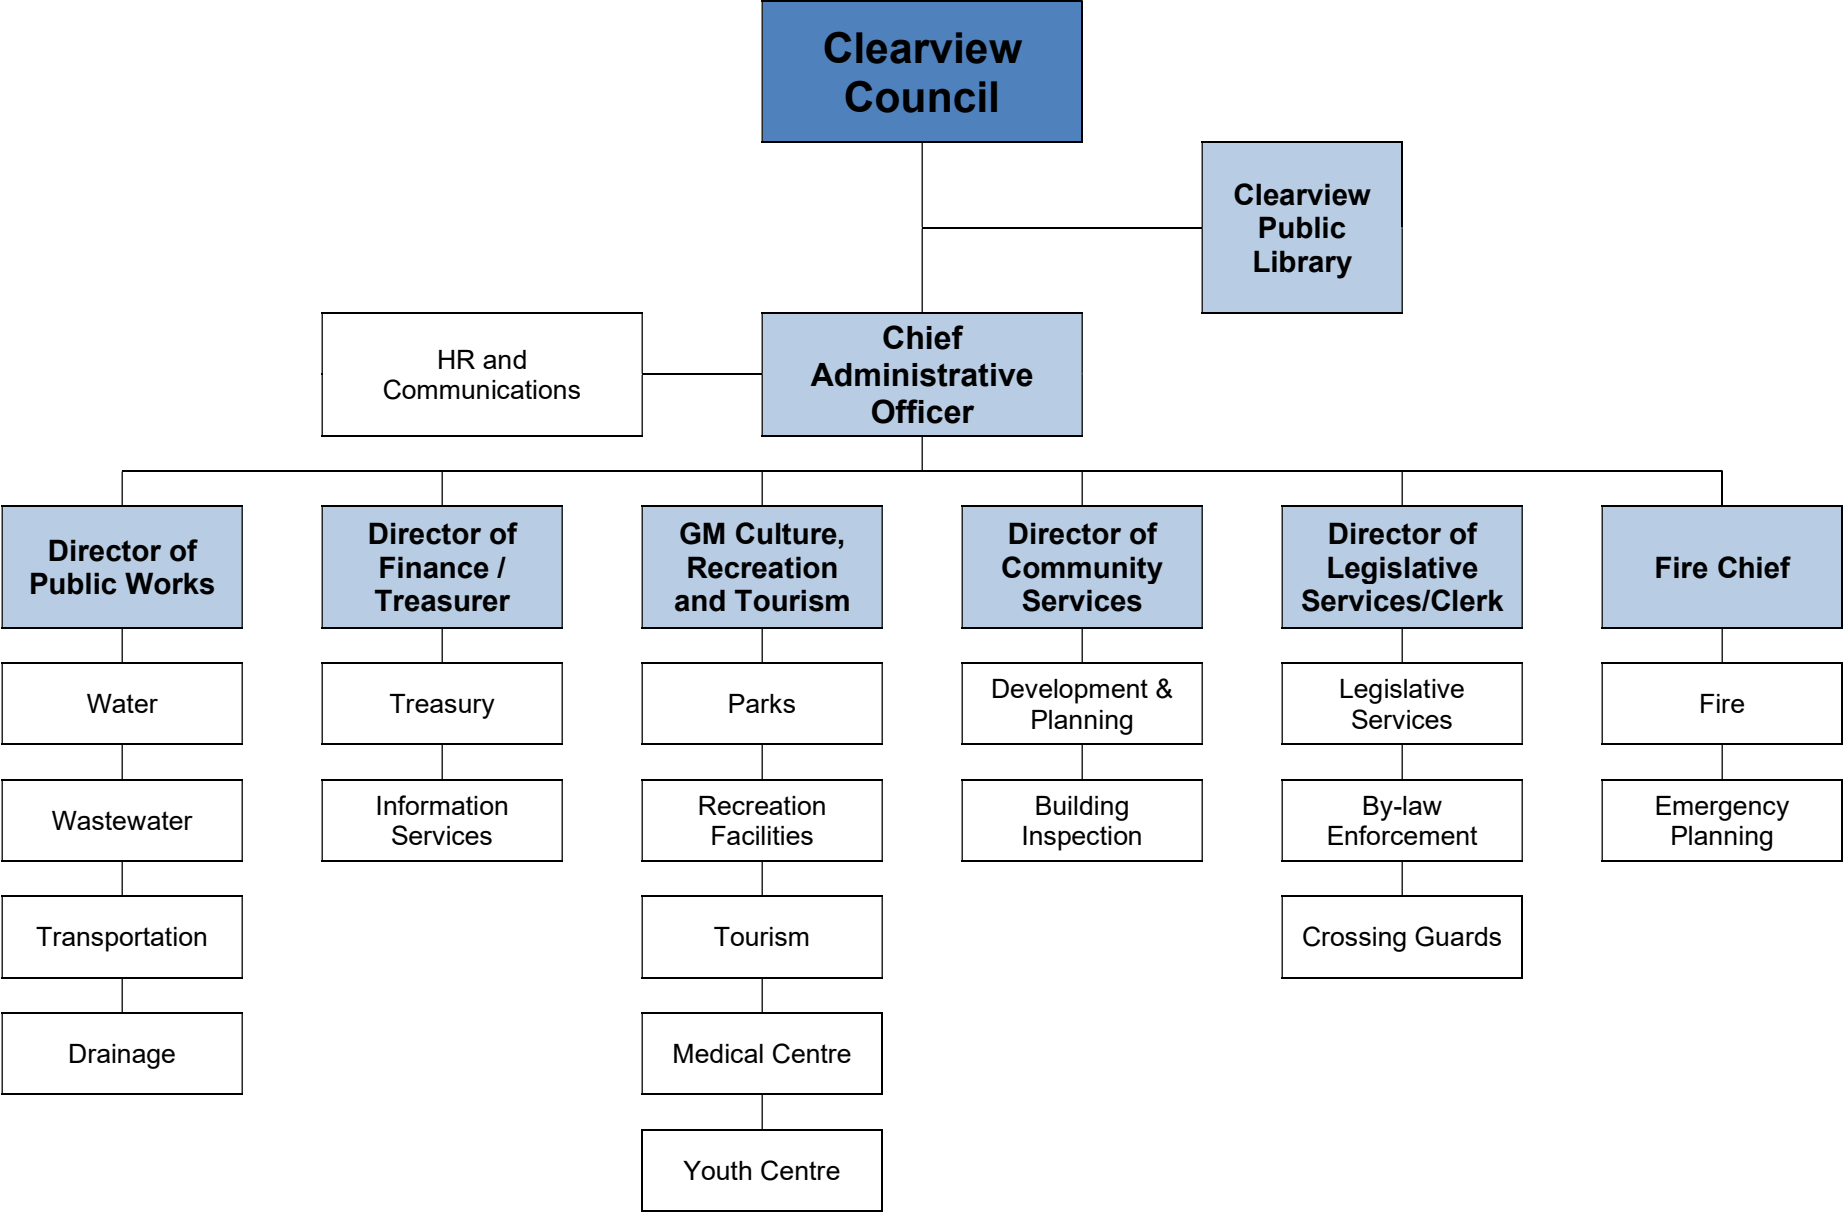 Clearview
Council
Clearview
Public
Library
HR and
Communications
Chief
Administrative
Officer
Director of
Public Works
Director of
Finance /
Treasurer
GM Culture,
Recreation
and Tourism
Director of
Community
Services
Director of
Legislative
Services/Clerk
Fire Chief
Water
Treasury
Parks
Development &
Planning
Legislative
Services
Fire
Wastewater
Information
Services
Recreation
Facilities
Building
Inspection
By-law
Enforcement
Emergency
Planning
Transportation
Tourism
Crossing Guards
Drainage
Medical Centre
Youth Centre